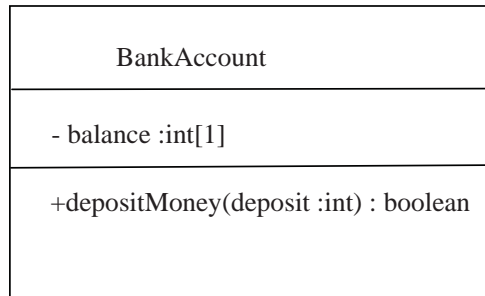 BankAccount
- balance :int[1]
+depositMoney(deposit :int) : boolean